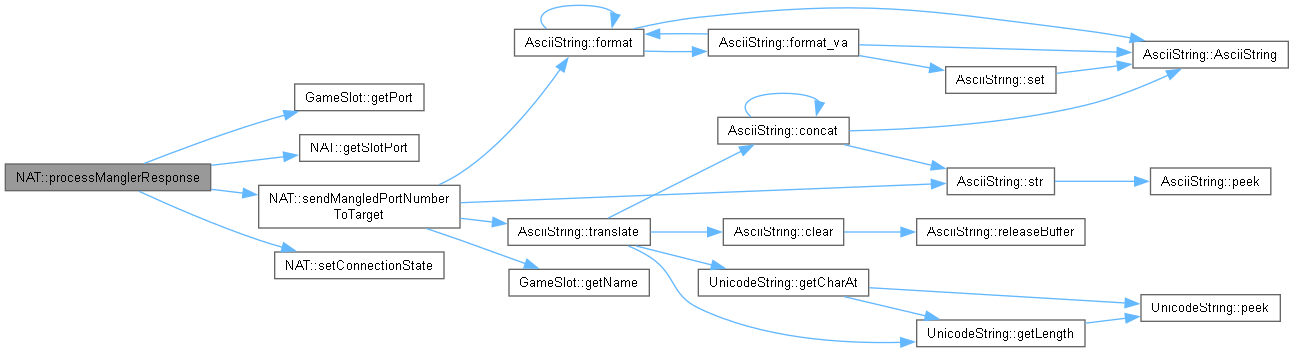 NAT::processManglerResponse
GameSlot::getPort
NAT::getSlotPort
NAT::sendMangledPortNumber
ToTarget
NAT::setConnectionState
AsciiString::format
AsciiString::format_va
AsciiString::AsciiString
AsciiString::set
AsciiString::concat
AsciiString::str
AsciiString::peek
AsciiString::translate
AsciiString::clear
AsciiString::releaseBuffer
GameSlot::getName
UnicodeString::getCharAt
UnicodeString::getLength
UnicodeString::peek